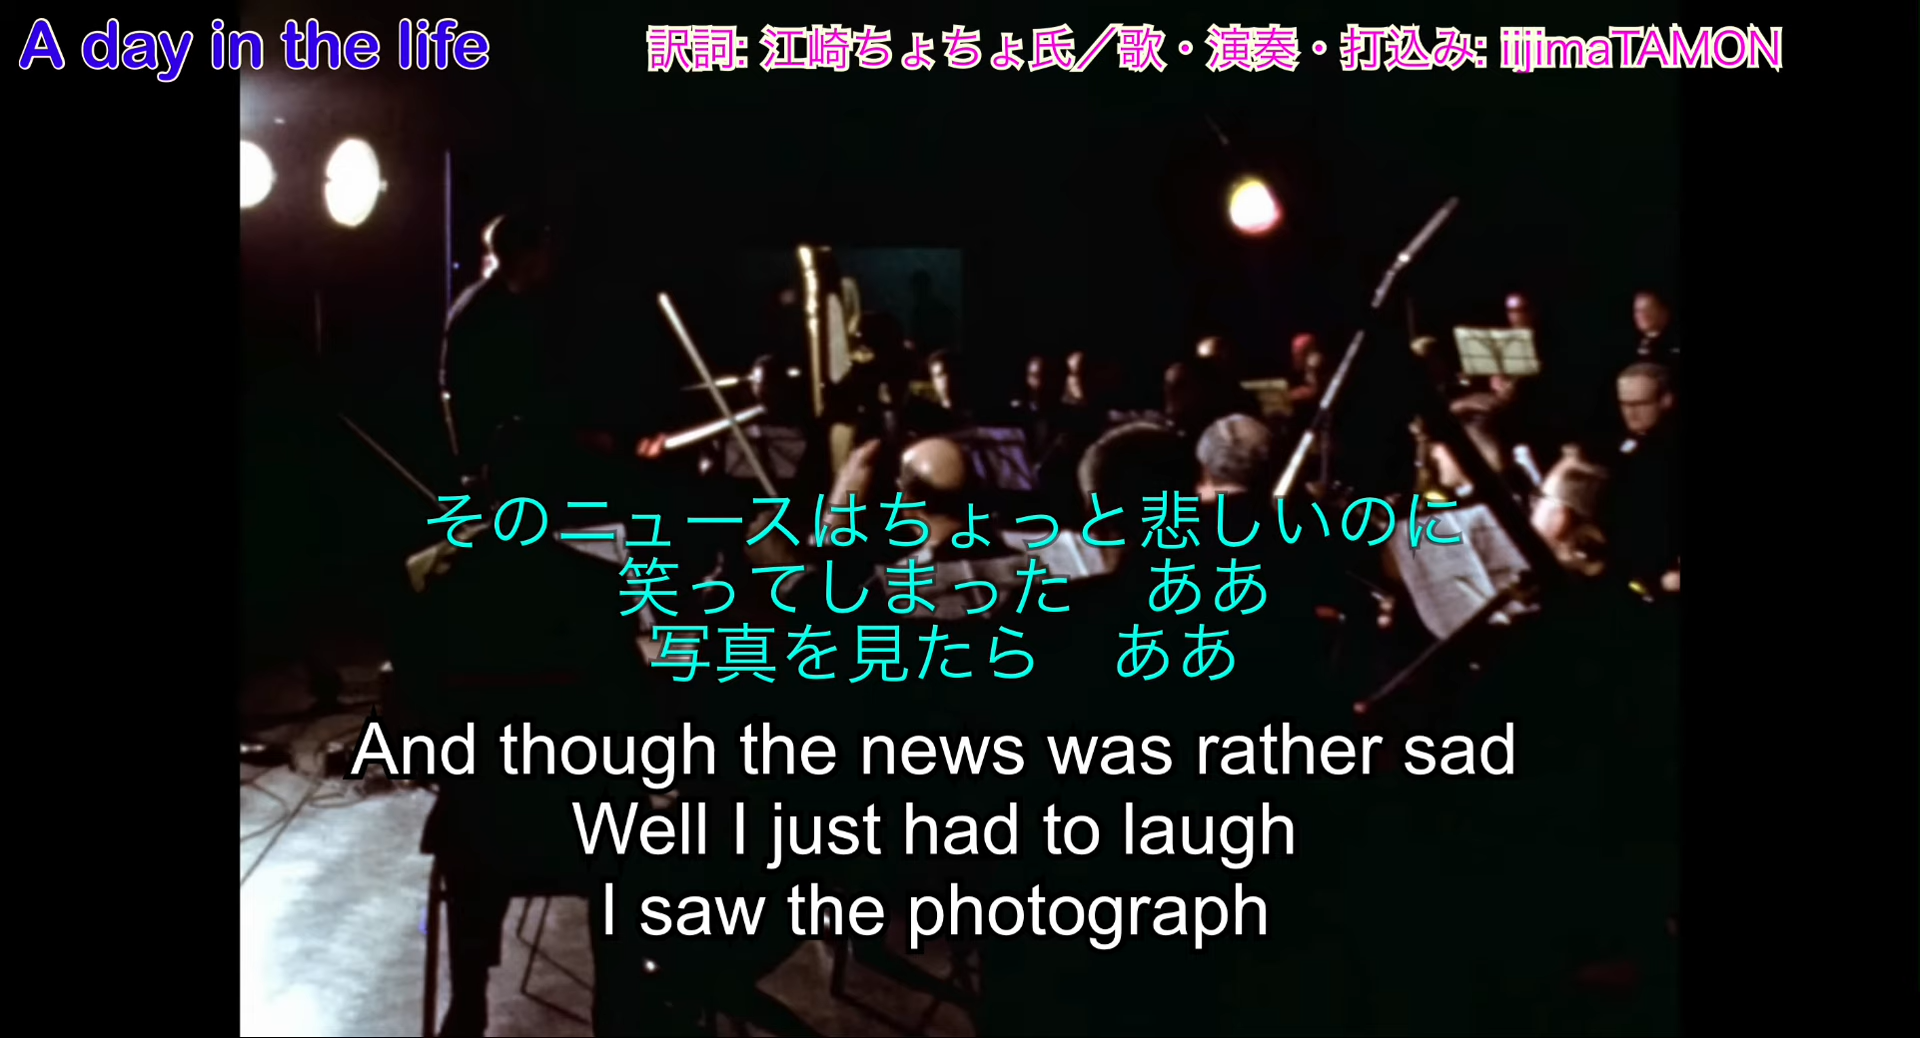 A day in the life
訳詞: 江崎ちょちょ氏／歌・演奏・打込み: iijimaTAMON
そのニュースはちょっと悲しいのに
笑ってしまった　ああ
写真を見たら　ああ
And though the news was rather sad
Well I just had to laugh
I saw the photograph